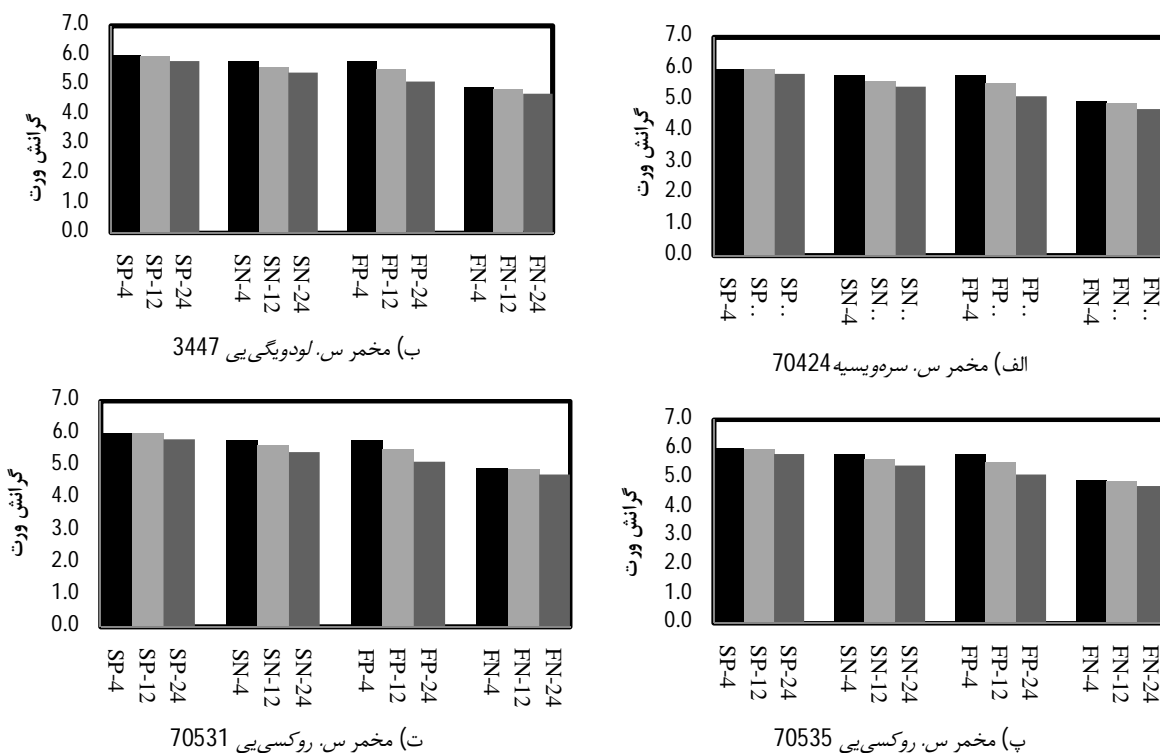 7.0
6.0
5.0
4.0
3.0
2.0
1.0
0.0
گرانش ورت
SP-4
SP..
SP..
SN-4
SN..
SN..
FP-4
FP..
FP..
FN-4
FN..
FN..
الف) مخمر س. سره‌ویسیه 70424
7.0
6.0
5.0
4.0
3.0
2.0
1.0
0.0
گرانش ورت
SP-4
SP-12
SP-24
SN-4
SN-12
SN-24
FP-4
FP-12
FP-24
FN-4
FN-12
FN-24
ب) مخمر س. لودویگی‌یی 3447
7.0
6.0
5.0
4.0
3.0
2.0
1.0
0.0
گرانش ورت
SP-4
SP-12
SP-24
SN-4
SN-12
SN-24
FP-4
FP-12
FP-24
FN-4
FN-12
FN-24
پ) مخمر س. روکسی‌یی 70535
7.0
6.0
5.0
4.0
3.0
2.0
1.0
0.0
گرانش ورت
SP-4
SP-12
SP-24
SN-4
SN-12
SN-24
FP-4
FP-12
FP-24
FN-4
FN-12
FN-24
ت) مخمر س. روکسی‌یی 70531